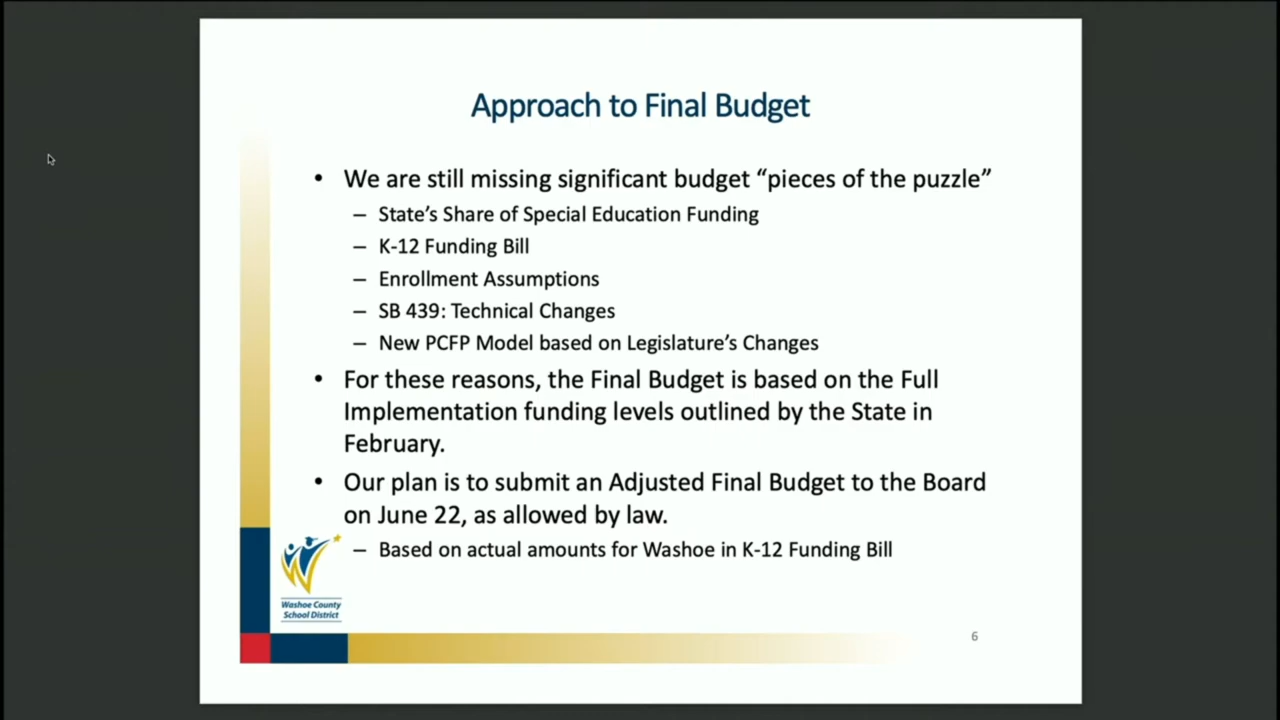 Approach to Final Budget
• We are still missing significant budget “pieces of the puzzle”
– State’s Share of Special Education Funding
– K-12 Funding Bill
– Enrollment Assumptions
– SB 439: Technical Changes
– New PCFP Model based on Legislature’s Changes
• For these reasons, the Final Budget is based on the Full
Implementation funding levels outlined by the State in
February.
• Our plan is to submit an Adjusted Final Budget to the Board
on June 22, as allowed by law.
– Based on actual amounts for Washoe in K-12 Funding Bill
Washoe County
School District
6